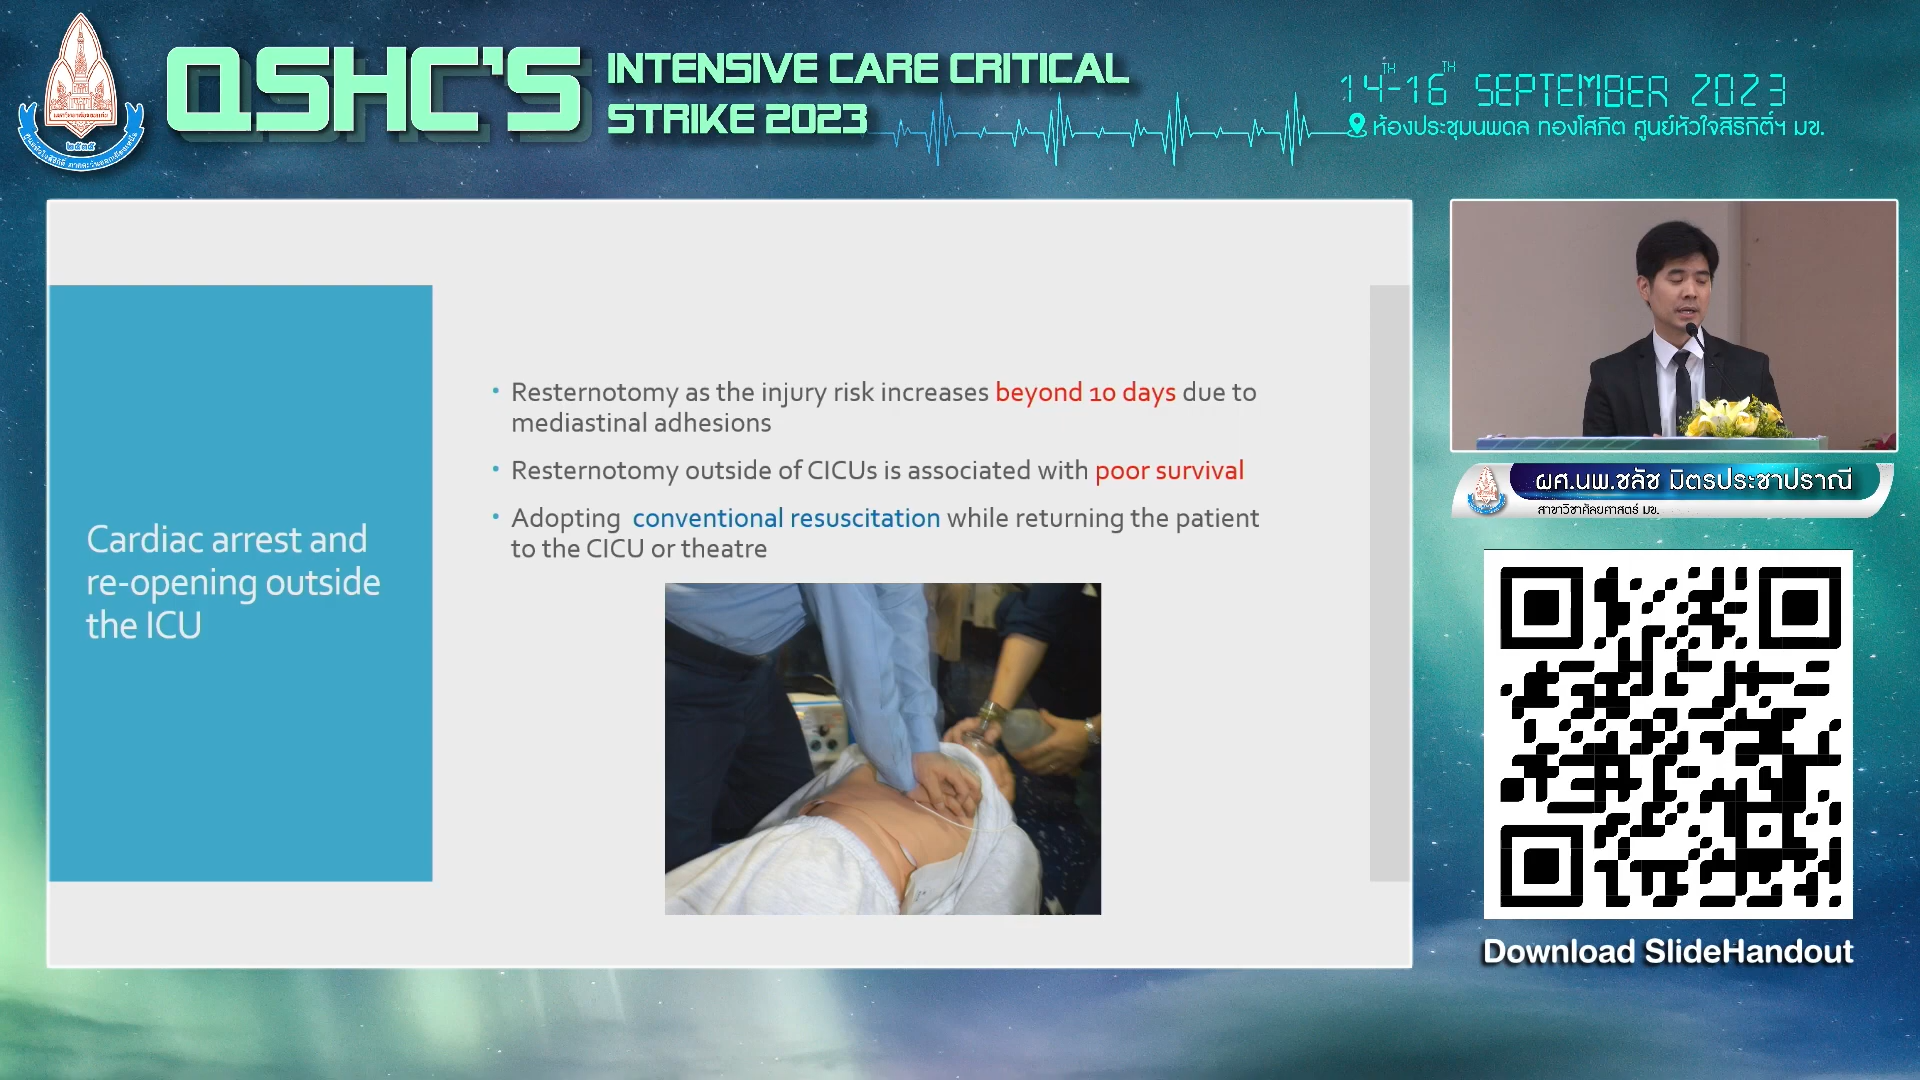 QSHC'S
INTENSIVE CARE CRITICAL
STRIKE 2023
14TH-16TH SEPTEMBER 2023
ห้องประชุมนพดล ทองโสภิต ศูนย์หัวใจสิริกิติ์ฯ มข.
Cardiac arrest and
re-opening outside
the ICU
• Resternotomy as the injury risk increases beyond 10 days due to
mediastinal adhesions
• Resternotomy outside of CICUs is associated with poor survival
• Adopting conventional resuscitation while returning the patient
to the CICU or theatre
ผศ.นพ.ชลัช มิตรประชาปราณี
สาขาวิชาศัลยศาสตร์ มข.
Download SlideHandout